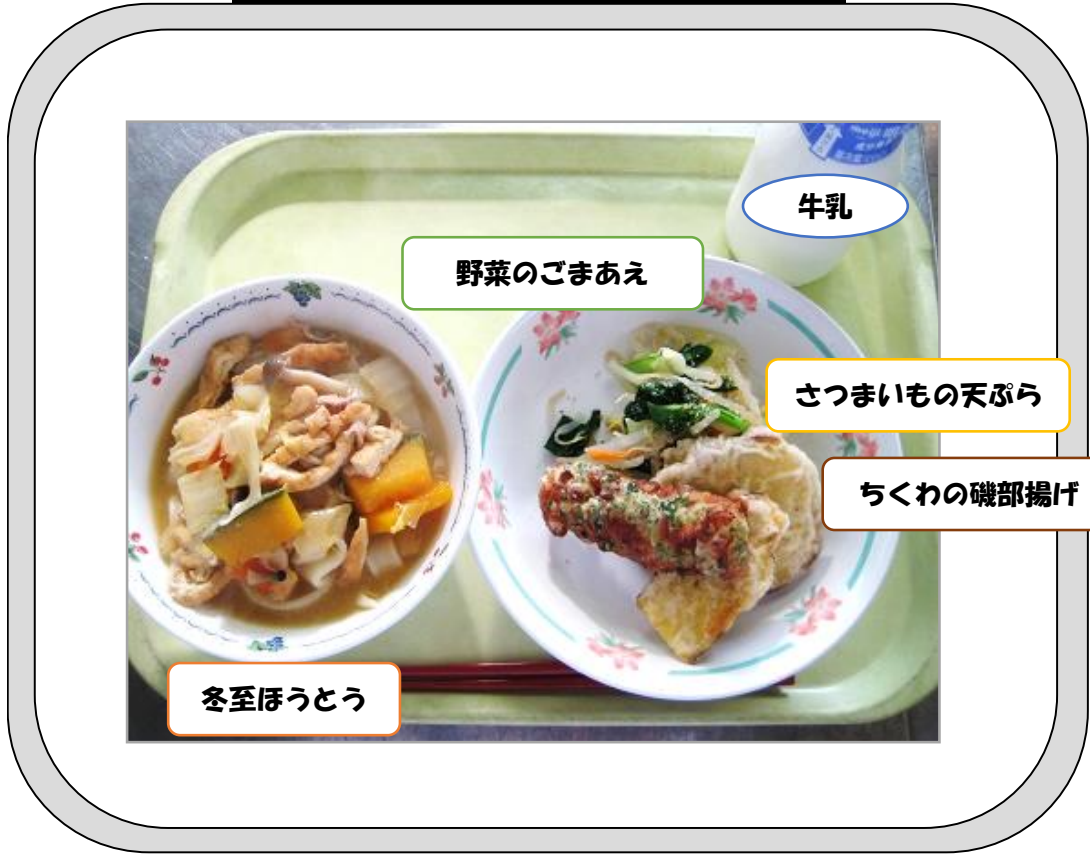 牛乳
野菜のごまあえ
さつまいもの天ぷら
ちくわの磯部揚げ
冬至ほうとう